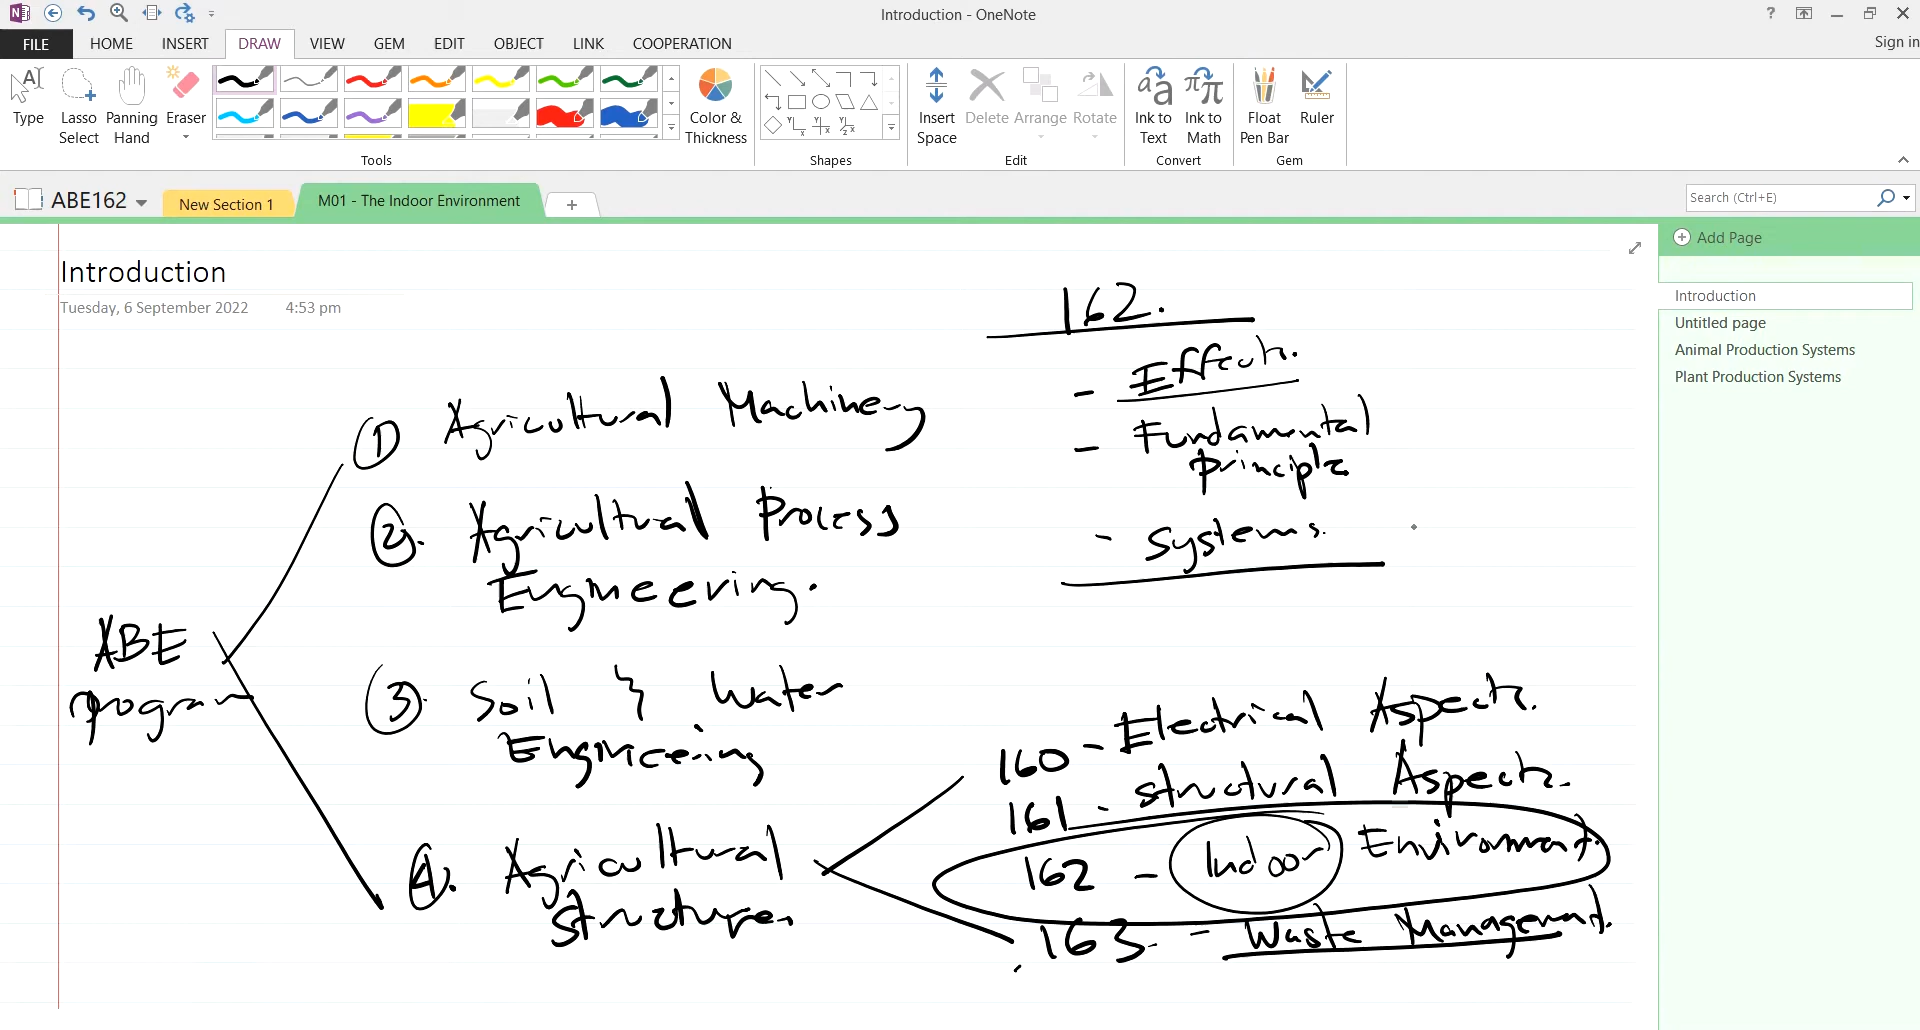 Introduction - OneNote
?
Sign in
FILE HOME INSERT DRAW VIEW GEM EDIT OBJECT LINK COOPERATION
Type
Lasso Select
Panning Hand
Eraser
Color & Thickness
Insert Space
Delete
Arrange
Rotate
Ink to Text
Ink to Math
Float Pen Bar
Ruler
Tools
Shapes
Edit
Convert
Gem
ABE162
New Section 1
M01 - The Indoor Environment
+
Search (Ctrl+E)
Add Page
Introduction
Untitled page
Animal Production Systems
Plant Production Systems
Introduction
Tuesday, 6 September 2022 4:53 pm
ABE
program
1 Agricultural Machinery
2. Agricultural Process
Engineering.
3. Soil & Water
Engineering
4. Agricultural
Structures
162.
- Effects.
- Fundamental
principle
- Systems.
160 - Electrical Aspects.
161 - Structural Aspects.
162 - Indoor Environment.
163. - Waste Management.